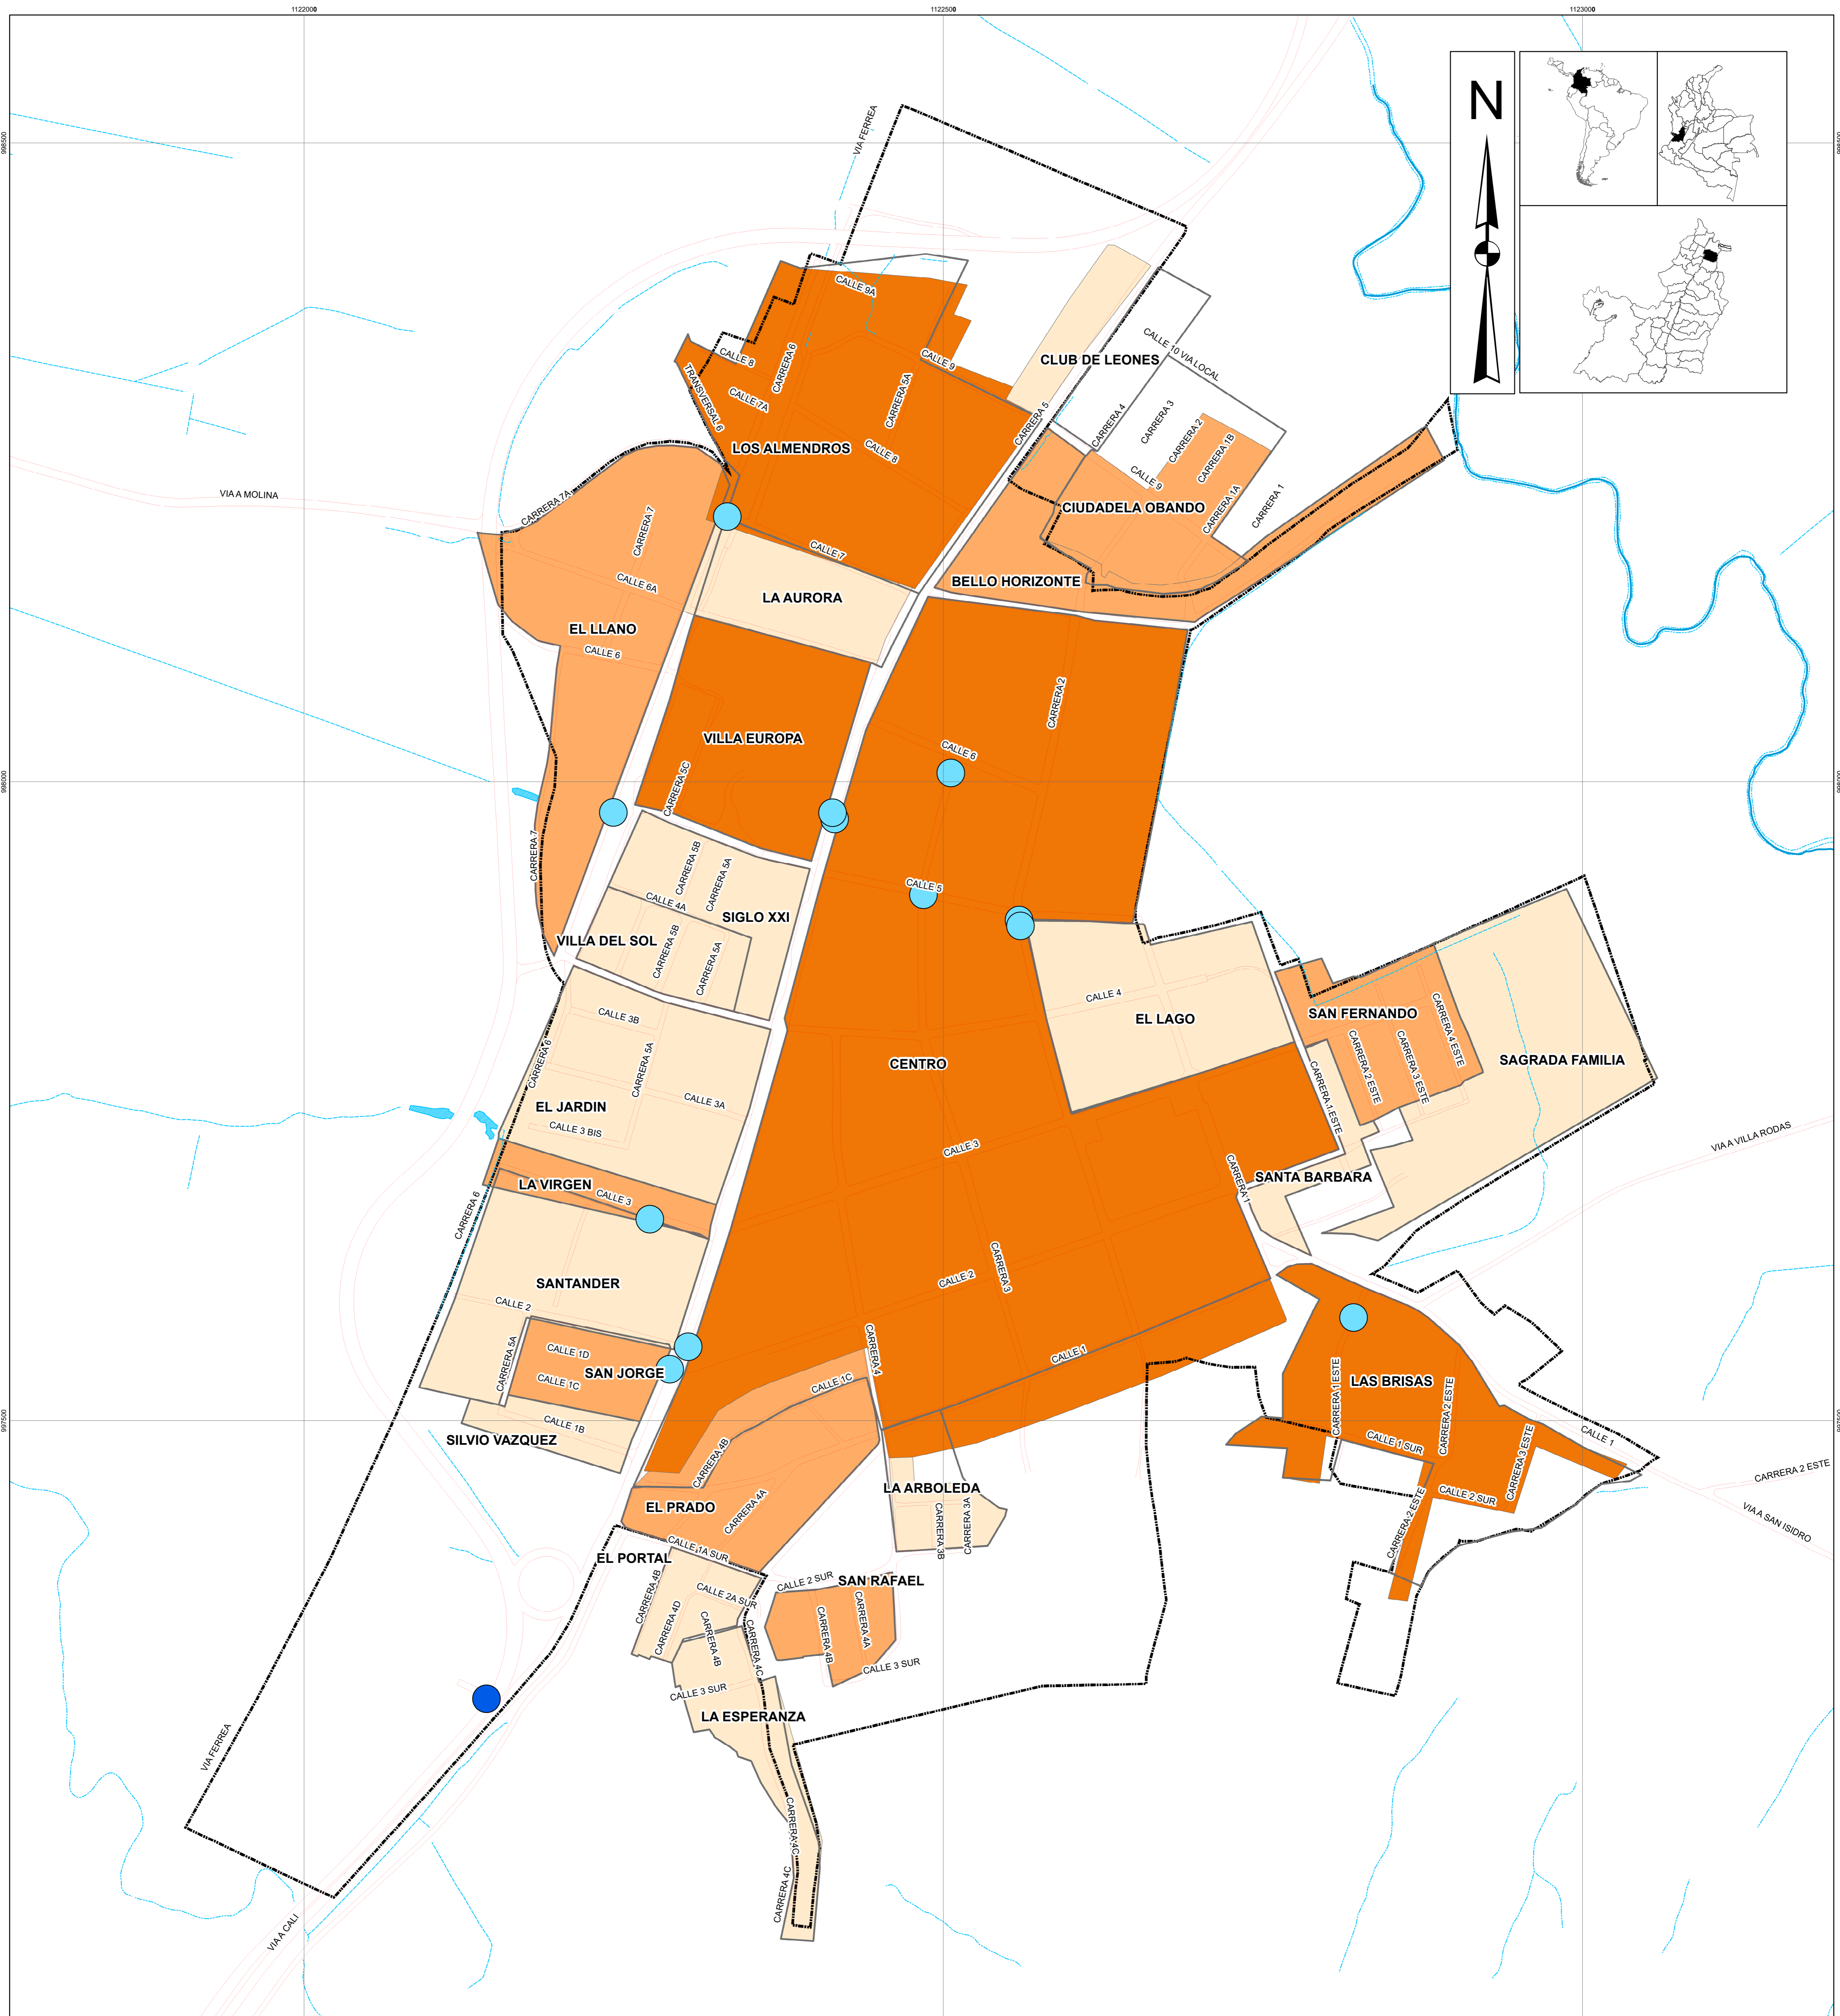 1122000
1122500
1123000
998500
998500
N
VIA FERREA
CALLE 9A
CALLE 8
CARRERA 6
CALLE 9
CLUB DE LEONES
CALLE 10 VIA LOCAL
TRANSVERSAL 6
CALLE 7A
CARRERA 5A
CARRERA 5
CARRERA 4
CARRERA 3
CARRERA 2
CARRERA 1B
LOS ALMENDROS
CALLE 8
CALLE 9
VIA A MOLINA
CARRERA 7A
CARRERA 7
CIUDADELA OBANDO
CARRERA 1A
CARRERA 1
CALLE 7
CALLE 6A
BELLO HORIZONTE
LA AURORA
EL LLANO
CALLE 6
CARRERA 2
VILLA EUROPA
CALLE 6
998000
998000
CARRERA 5C
CARRERA 7
CARRERA 5B
CARRERA 5A
CALLE 5
CALLE 4A
SIGLO XXI
VILLA DEL SOL
CARRERA 5B
CARRERA 5A
CALLE 4
EL LAGO
SAN FERNANDO
CARRERA 4 ESTE
CALLE 3B
CARRERA 6
CARRERA 5A
CENTRO
CARRERA 2 ESTE
CARRERA 3 ESTE
SAGRADA FAMILIA
CARRERA 1 ESTE
CALLE 3A
EL JARDIN
CALLE 3 BIS
CALLE 3
VIA A VILLA RODAS
SANTA BARBARA
CARRERA 1
LA VIRGEN
CALLE 3
CARRERA 6
SANTANDER
CALLE 2
CARRERA 3
CALLE 2
CALLE 1D
CARRERA 5A
SAN JORGE
CALLE 1C
CARRERA 4
CALLE 1
CALLE 1C
LAS BRISAS
CARRERA 1 ESTE
CARRERA 2 ESTE
997500
997500
CALLE 1B
SILVIO VAZQUEZ
CARRERA 4B
CALLE 1 SUR
CALLE 1
CARRERA 3 ESTE
CARRERA 2 ESTE
LA ARBOLEDA
CALLE 2 SUR
EL PRADO
CARRERA 4A
CARRERA 3B
CARRERA 3A
CARRERA 2 ESTE
VIA A SAN ISIDRO
CALLE 1A SUR
EL PORTAL
CALLE 2 SUR
SAN RAFAEL
CARRERA 4B
CALLE 2A SUR
CARRERA 4D
CARRERA 4B
CARRERA 4C
CARRERA 4B
CARRERA 4A
CALLE 3 SUR
CALLE 3 SUR
LA ESPERANZA
VIA FERREA
CARRERA 4C
CARRERA 4C
VIA A CALI